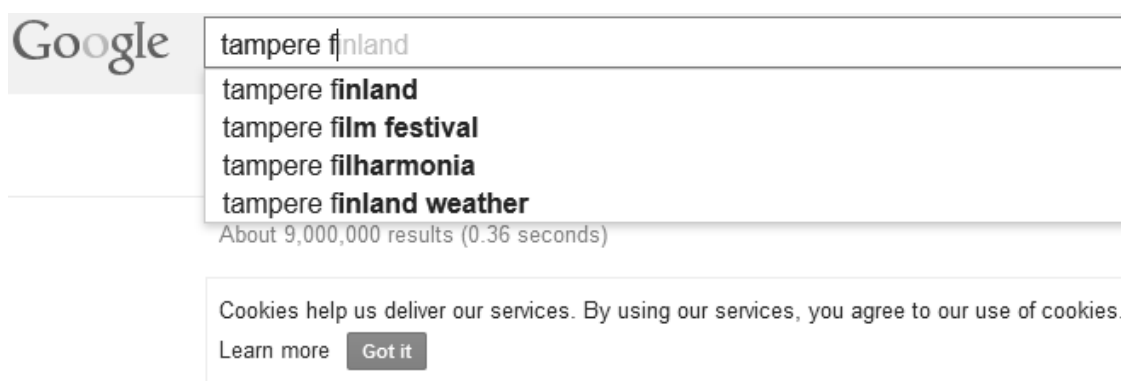 Google
tampere finland
tampere finland
tampere film festival
tampere filharmonia
tampere finland weather
About 9,000,000 results (0.36 seconds)
Cookies help us deliver our services. By using our services, you agree to our use of cookies.
Learn more Got it